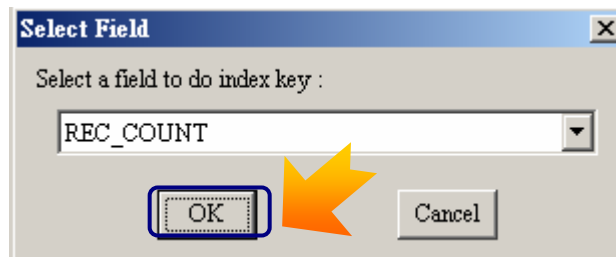 Select Field
Select a field to do index key :
REC_COUNT
OK Cancel